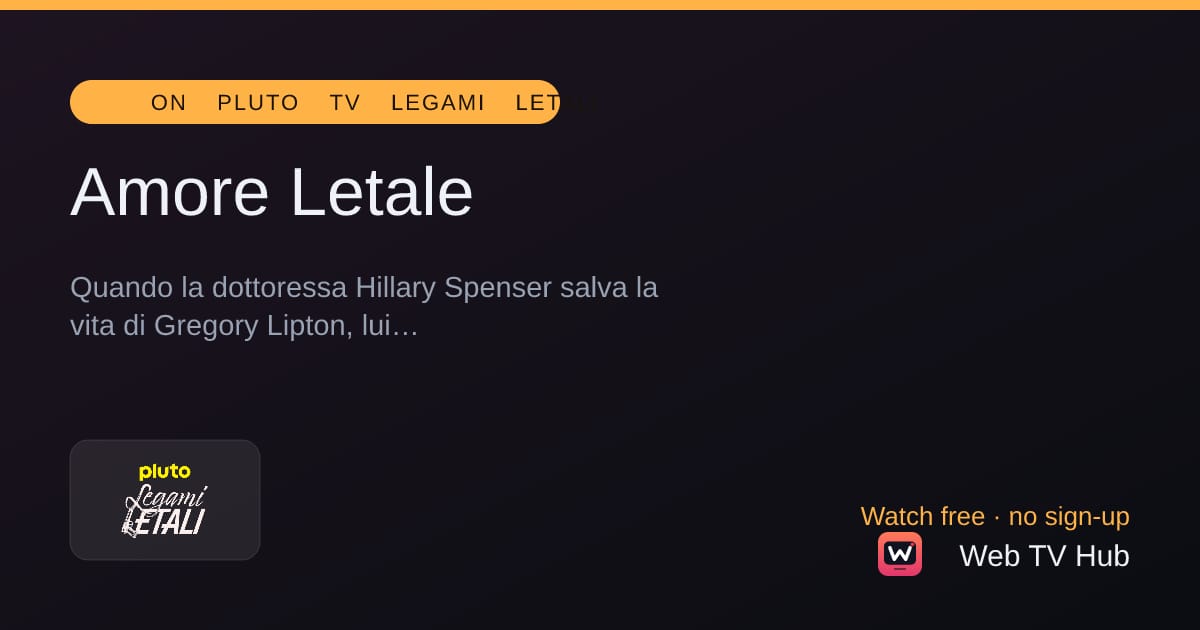 ON PLUTO TV LEGAMI LET
Amore Letale
Quando la dottoressa Hillary Spenser salva la
vita di Gregory Lipton, lui…
pluto
Legami
LETALI
Watch free · no sign-up
W
Web TV Hub